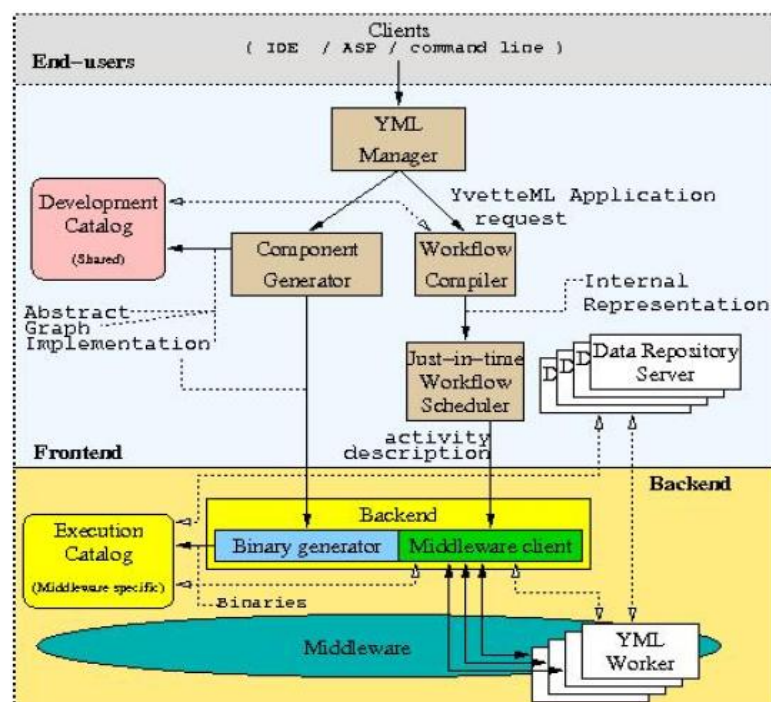 Clients
( IDE / ASP / command line )
End-users
YML
Manager
Development
Catalog
(Shared)
YvetteML Application
request
Component
Generator
Workflow
Compiler
Internal
Representation
Abstract
Graph
Implementation
Just-in-time
Workflow
Scheduler
D
D
D
Data Repository
Server
activity
description
Frontend
Backend
Execution
Catalog
(Middleware specific)
Backend
Binary generator
Middleware client
Binaries
Middleware
YML
Worker